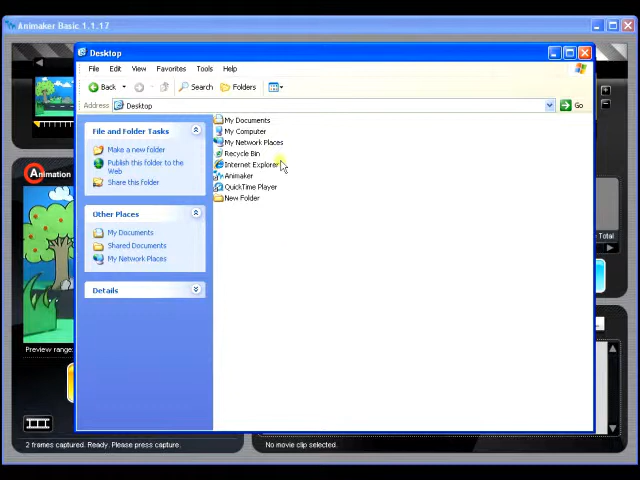 Animaker Basic 1.1.17
Desktop
File Edit View Favorites Tools Help
Back Search Folders
Address Desktop Go
File and Folder Tasks
Make a new folder
Publish this folder to the
Web
Share this folder
Other Places
My Documents
Shared Documents
My Network Places
Details
My Documents
My Computer
My Network Places
Recycle Bin
Internet Explorer
Animaker
QuickTime Player
New Folder
Animation
Total
Preview range:
2 frames captured. Ready. Please press capture.
No movie clip selected.